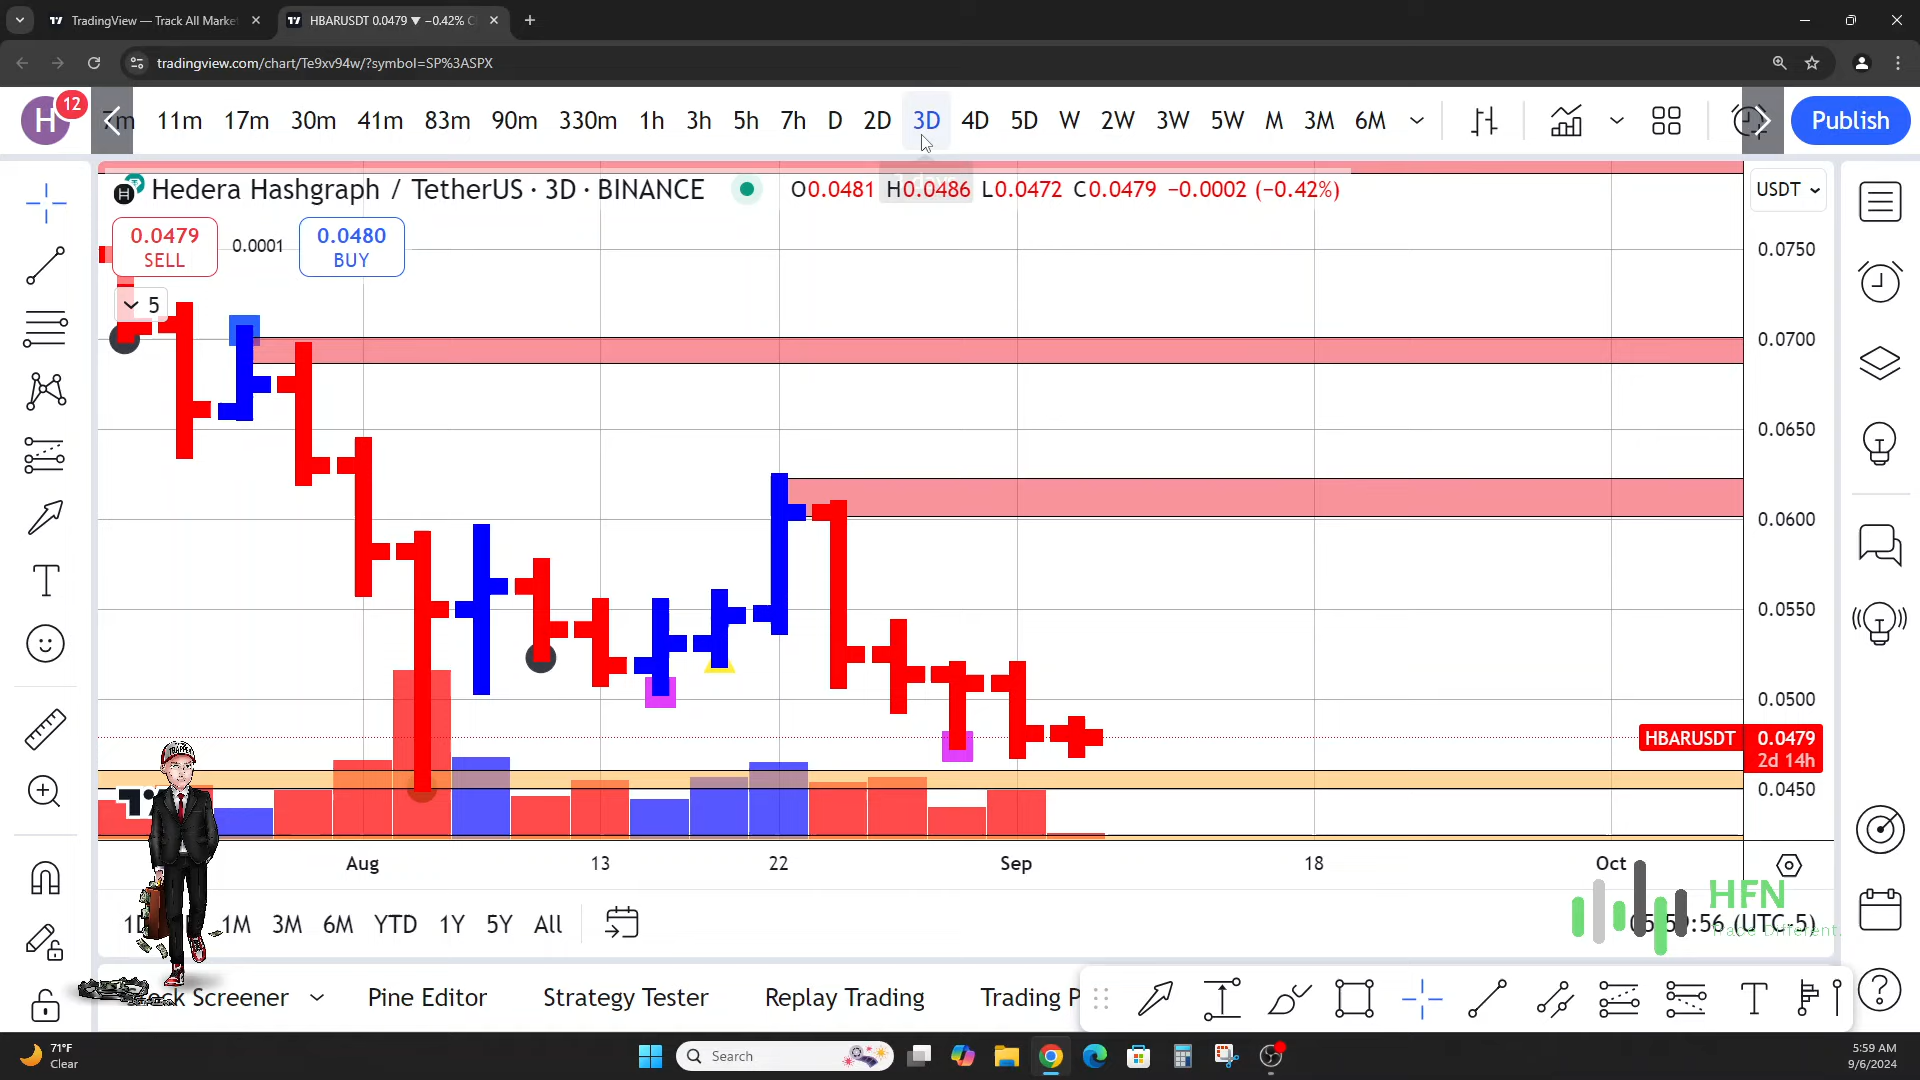 TradingView — Track All Marke
HBARUSDT 0.0479 ▼ −0.42%
tradingview.com/chart/Te9xv94w/?symbol=SP%3ASPX
H 12 7m 11m 17m 30m 41m 83m 90m 330m 1h 3h 5h 7h D 2D 3D 4D 5D W 2W 3W 5W M 3M 6M Publish
Hedera Hashgraph / TetherUS · 3D · BINANCE O0.0481 H0.0486 L0.0472 C0.0479 −0.0002 (−0.42%)
USDT
0.0479
SELL
0.0001
0.0480
BUY
5
0.0750
0.0700
0.0650
0.0600
0.0550
0.0500
HBARUSDT 0.0479
2d 14h
0.0450
TRAPPER
Aug 13 22 Sep 18 Oct
HFN
Trade Different.
1M 3M 6M YTD 1Y 5Y All
:56 (UTC-5)
Screener Pine Editor Strategy Tester Replay Trading Trading P
71°F
Clear
Search
5:59 AM
9/6/2024